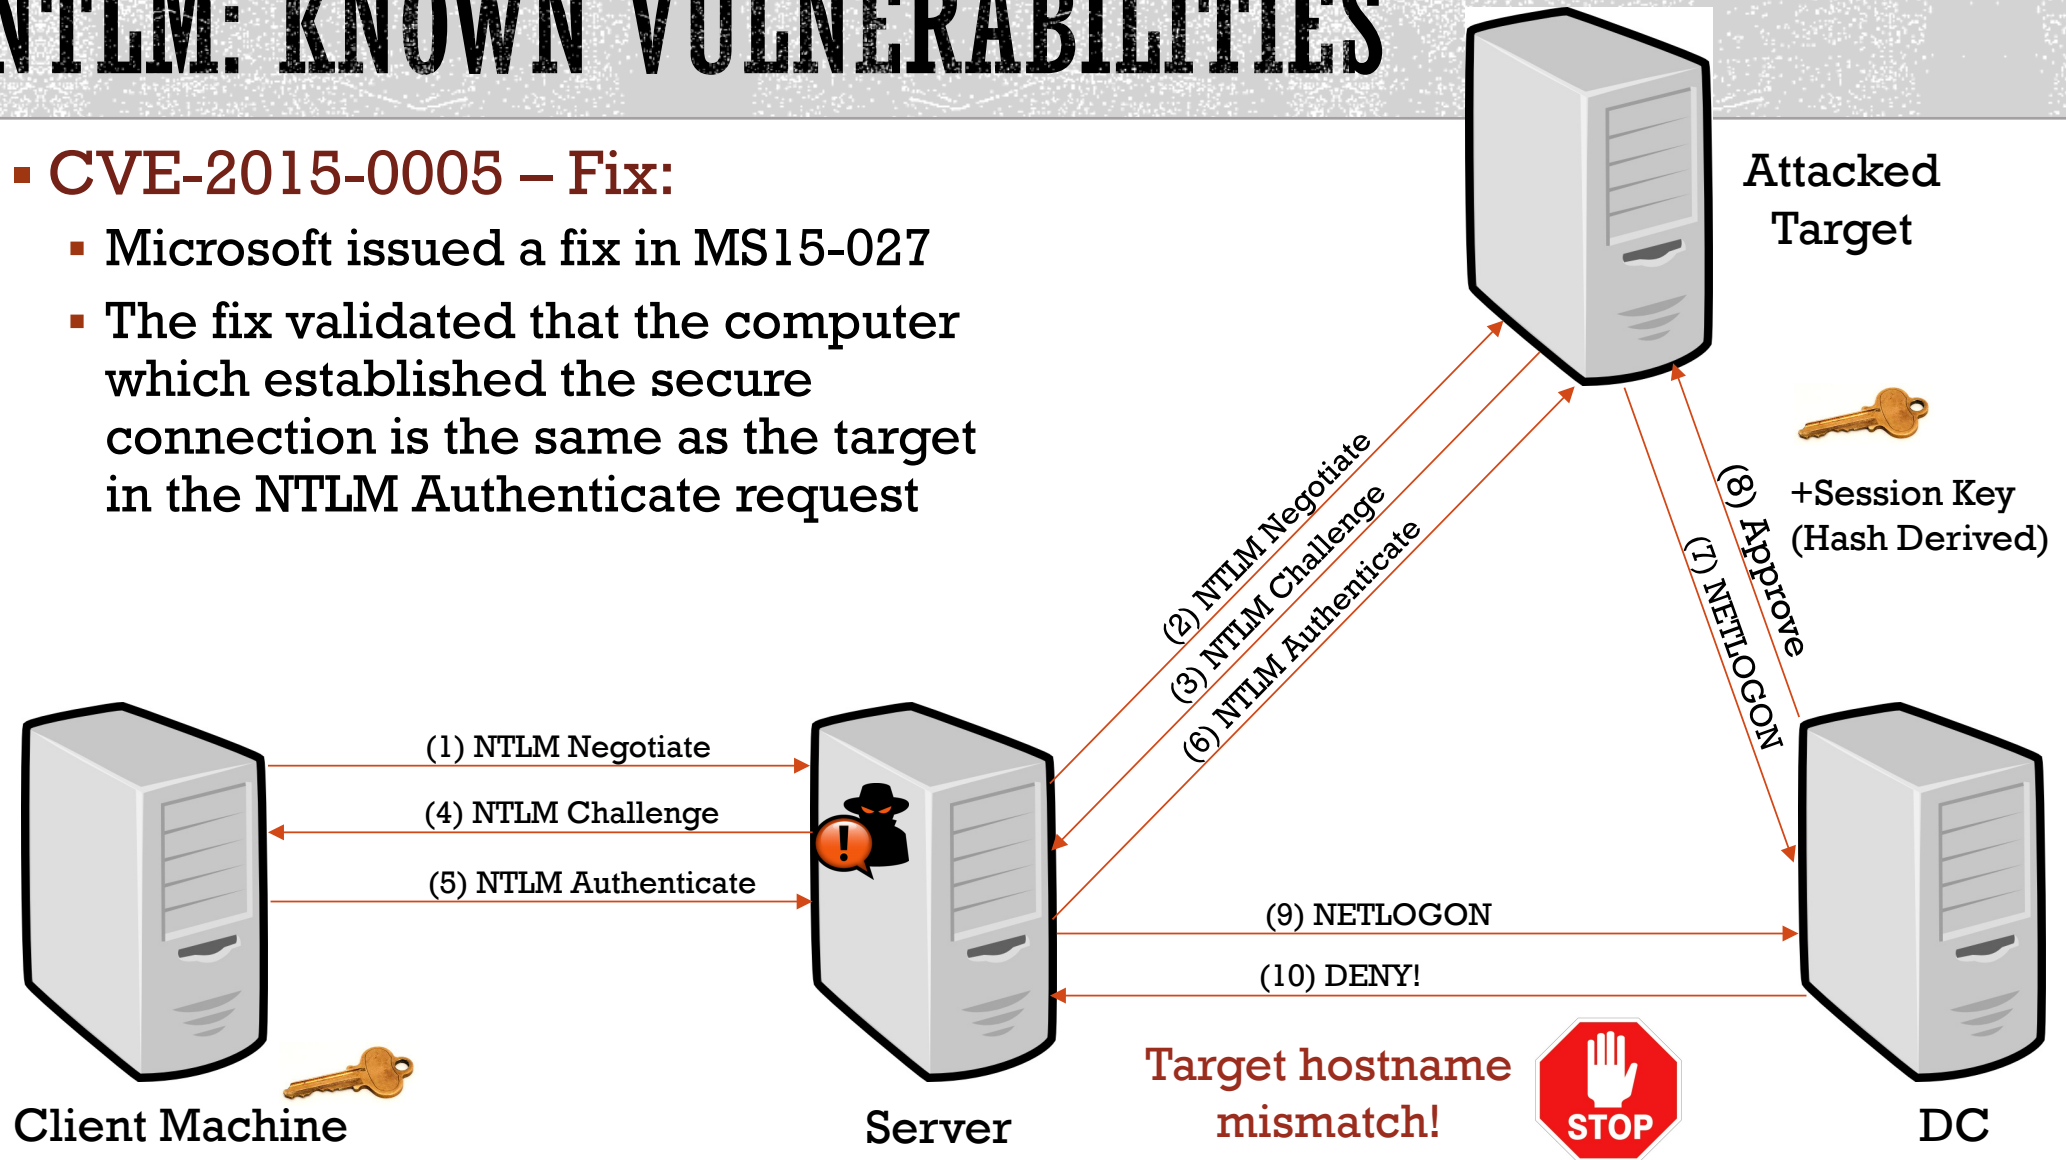 NTLM: KNOWN VULNERABILITIES
▪ CVE-2015-0005 – Fix:
▪ Microsoft issued a fix in MS15-027
▪ The fix validated that the computer
which established the secure
connection is the same as the target
in the NTLM Authenticate request
Attacked
Target
+Session Key
(Hash Derived)
(2) NTLM Negotiate
(3) NTLM Challenge
(6) NTLM Authenticate
(8) Approve
(7) NETLOGON
(1) NTLM Negotiate
(4) NTLM Challenge
!
(5) NTLM Authenticate
(9) NETLOGON
(10) DENY!
Target hostname
mismatch!
STOP
Client Machine
Server
DC